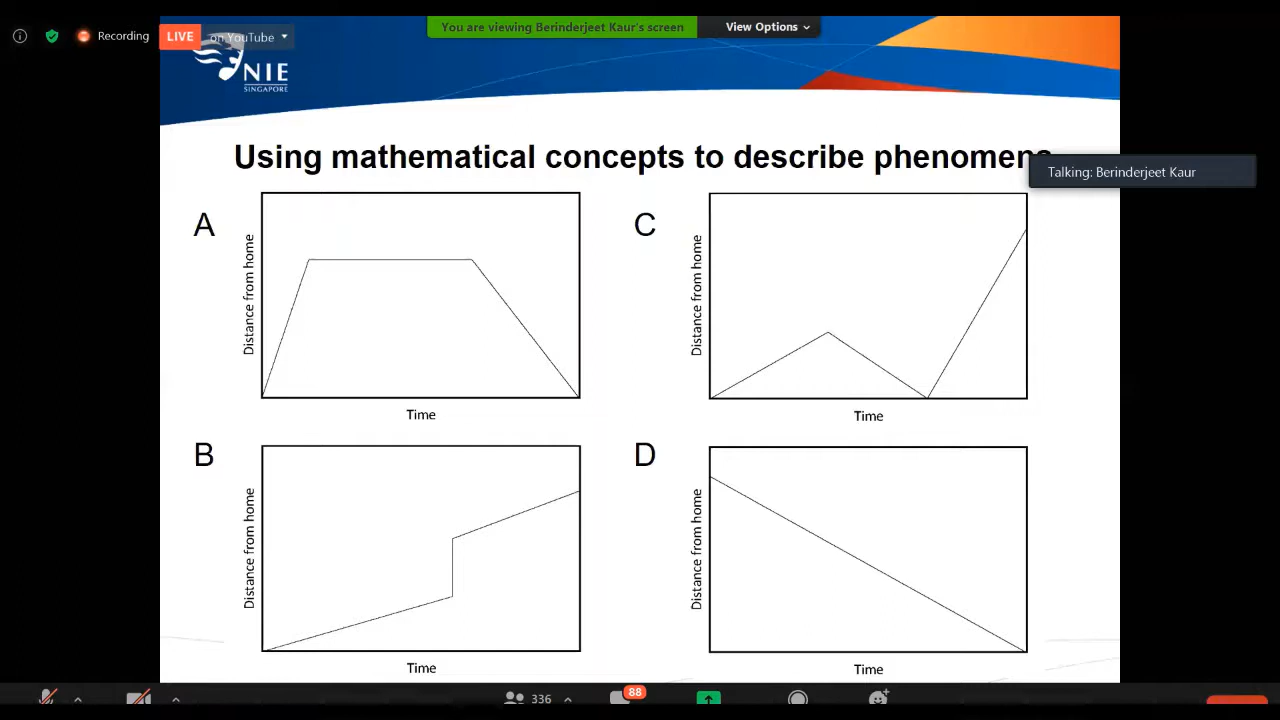 Recording
LIVE
on YouTube
You are viewing Berinderjeet Kaur's screen
View Options
NIE
SINGAPORE
Using mathematical concepts to describe phenomena
Talking: Berinderjeet Kaur
A
Distance from home
Time
C
Distance from home
Time
B
Distance from home
Time
D
Distance from home
Time
336
88